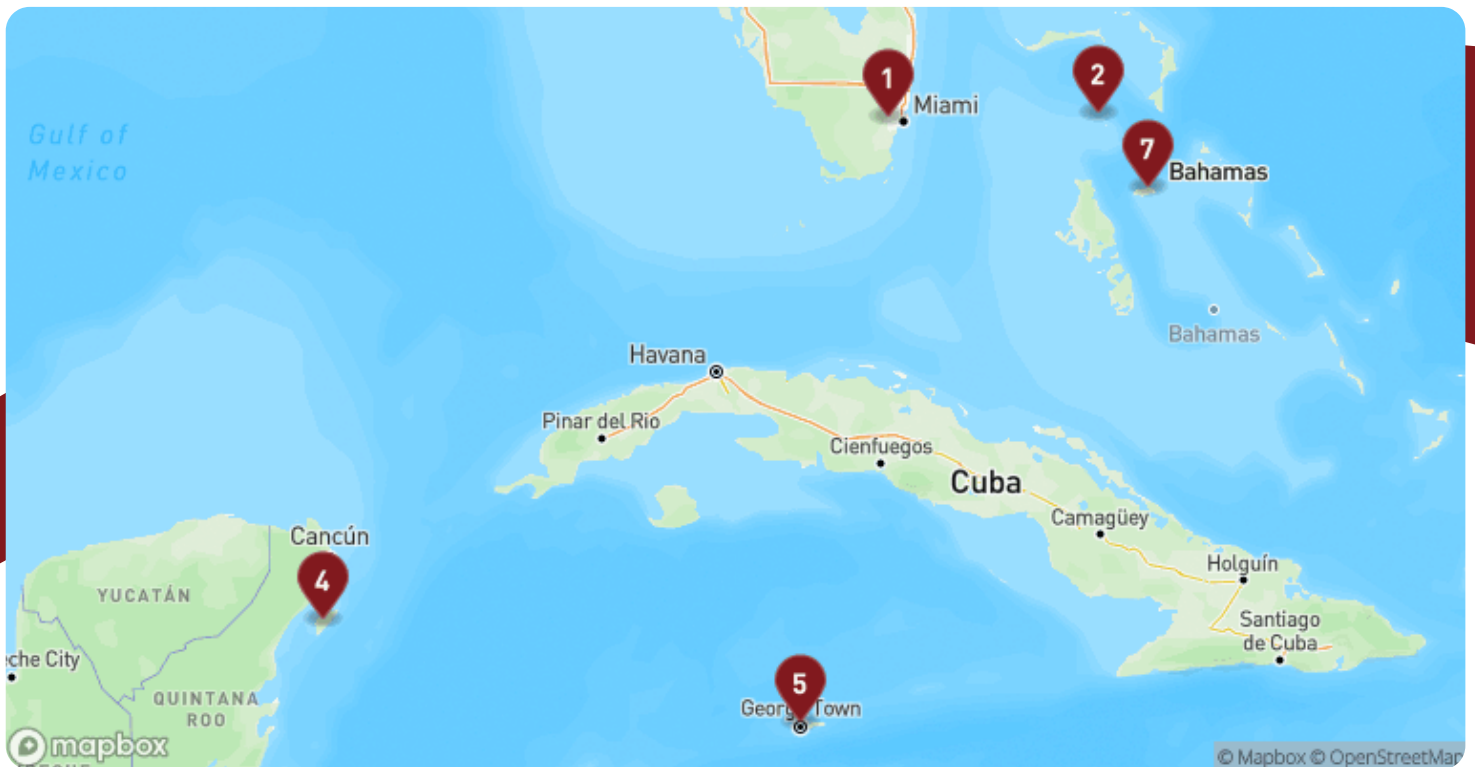 1
2
Miami
Gulf of
Mexico
7
Bahamas
Bahamas
Havana
Pinar del Rio
Cienfuegos
Cuba
Camagüey
Cancún
4
YUCATÁN
Holguín
Santiago
de Cuba
eche City
QUINTANA
ROO
5
George Town
mapbox
© Mapbox © OpenStreetMap